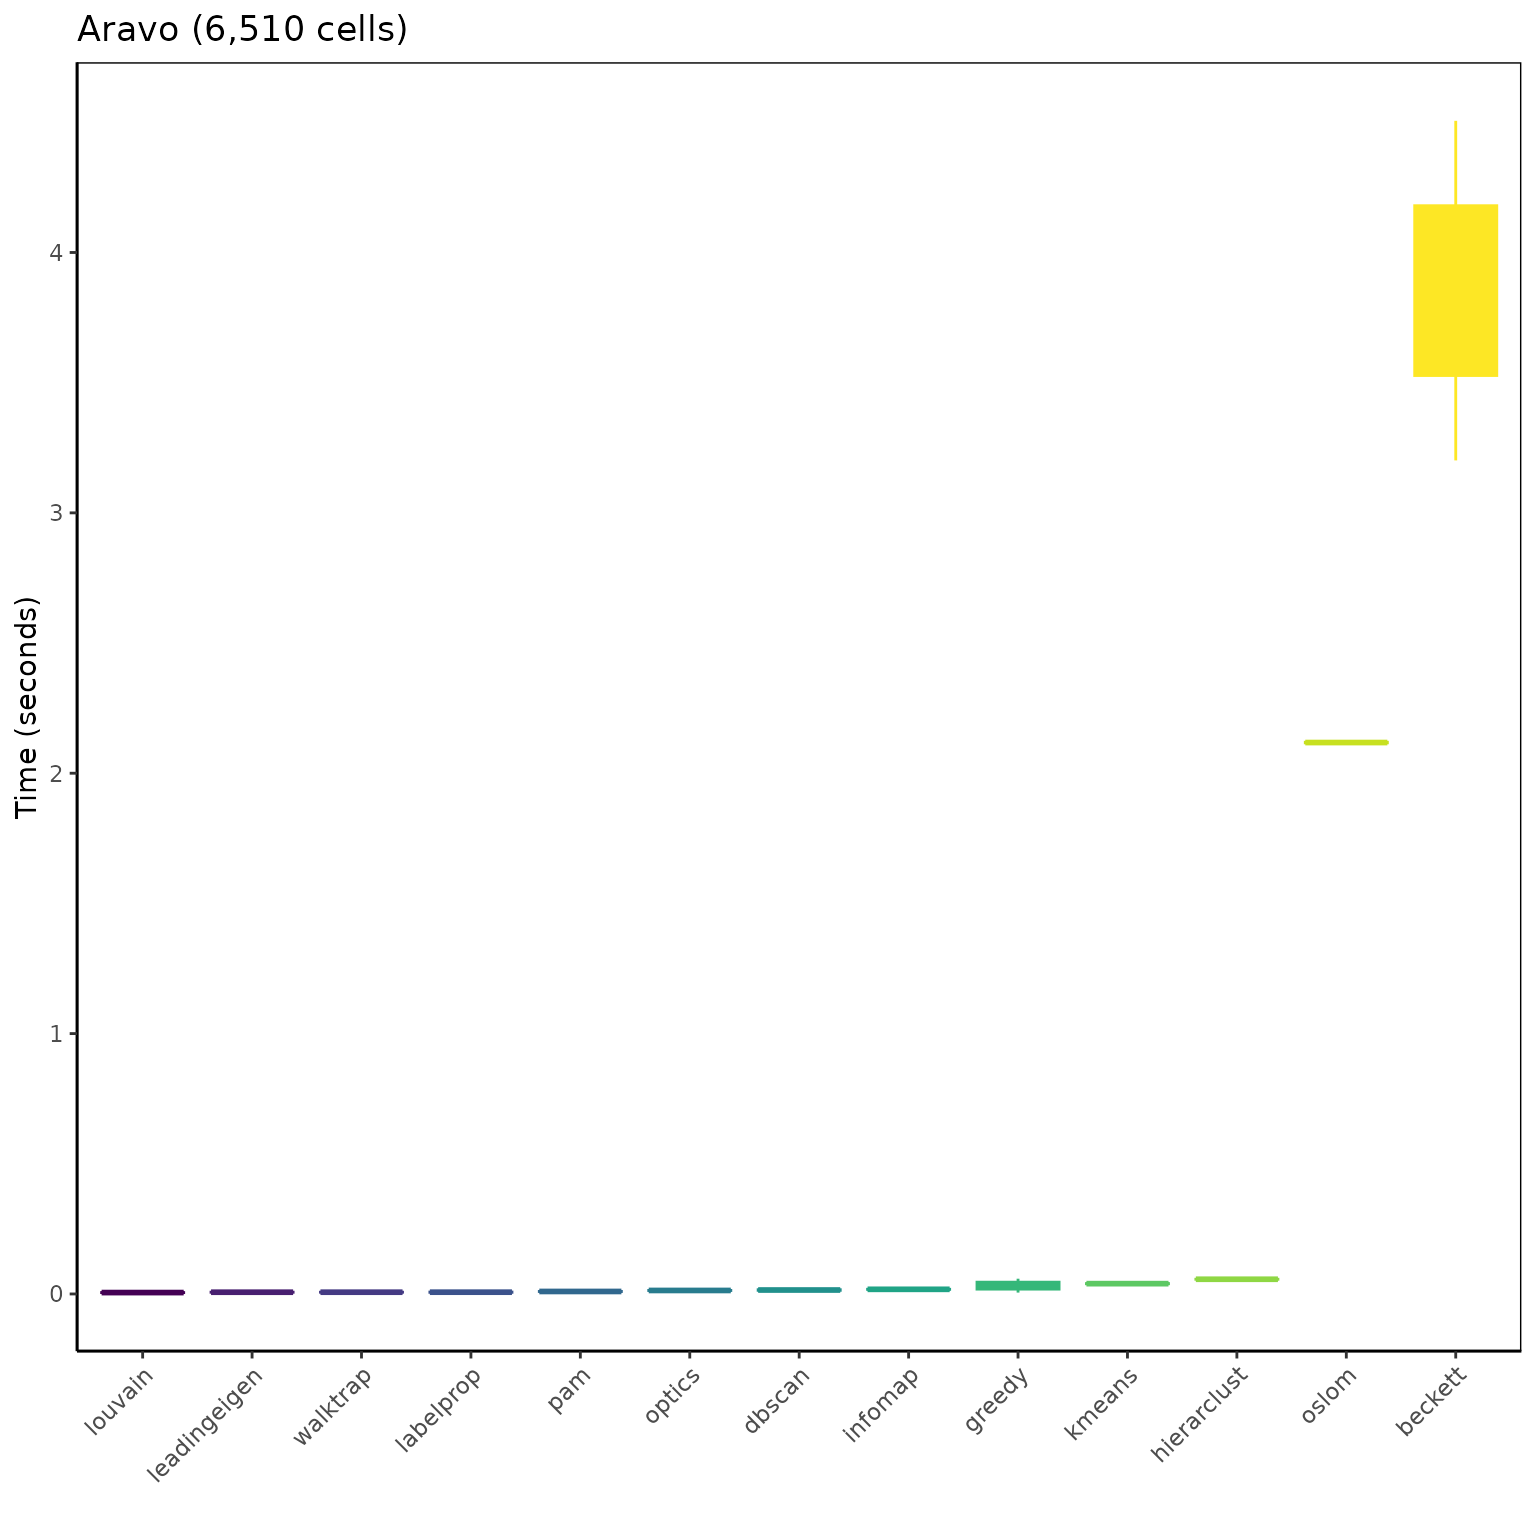 Aravo (6,510 cells)
Time (seconds)
4
3
2
1
0
louvain
leadingeigen
walktrap
labelprop
pam
optics
dbscan
infomap
greedy
kmeans
hierarclust
oslom
beckett